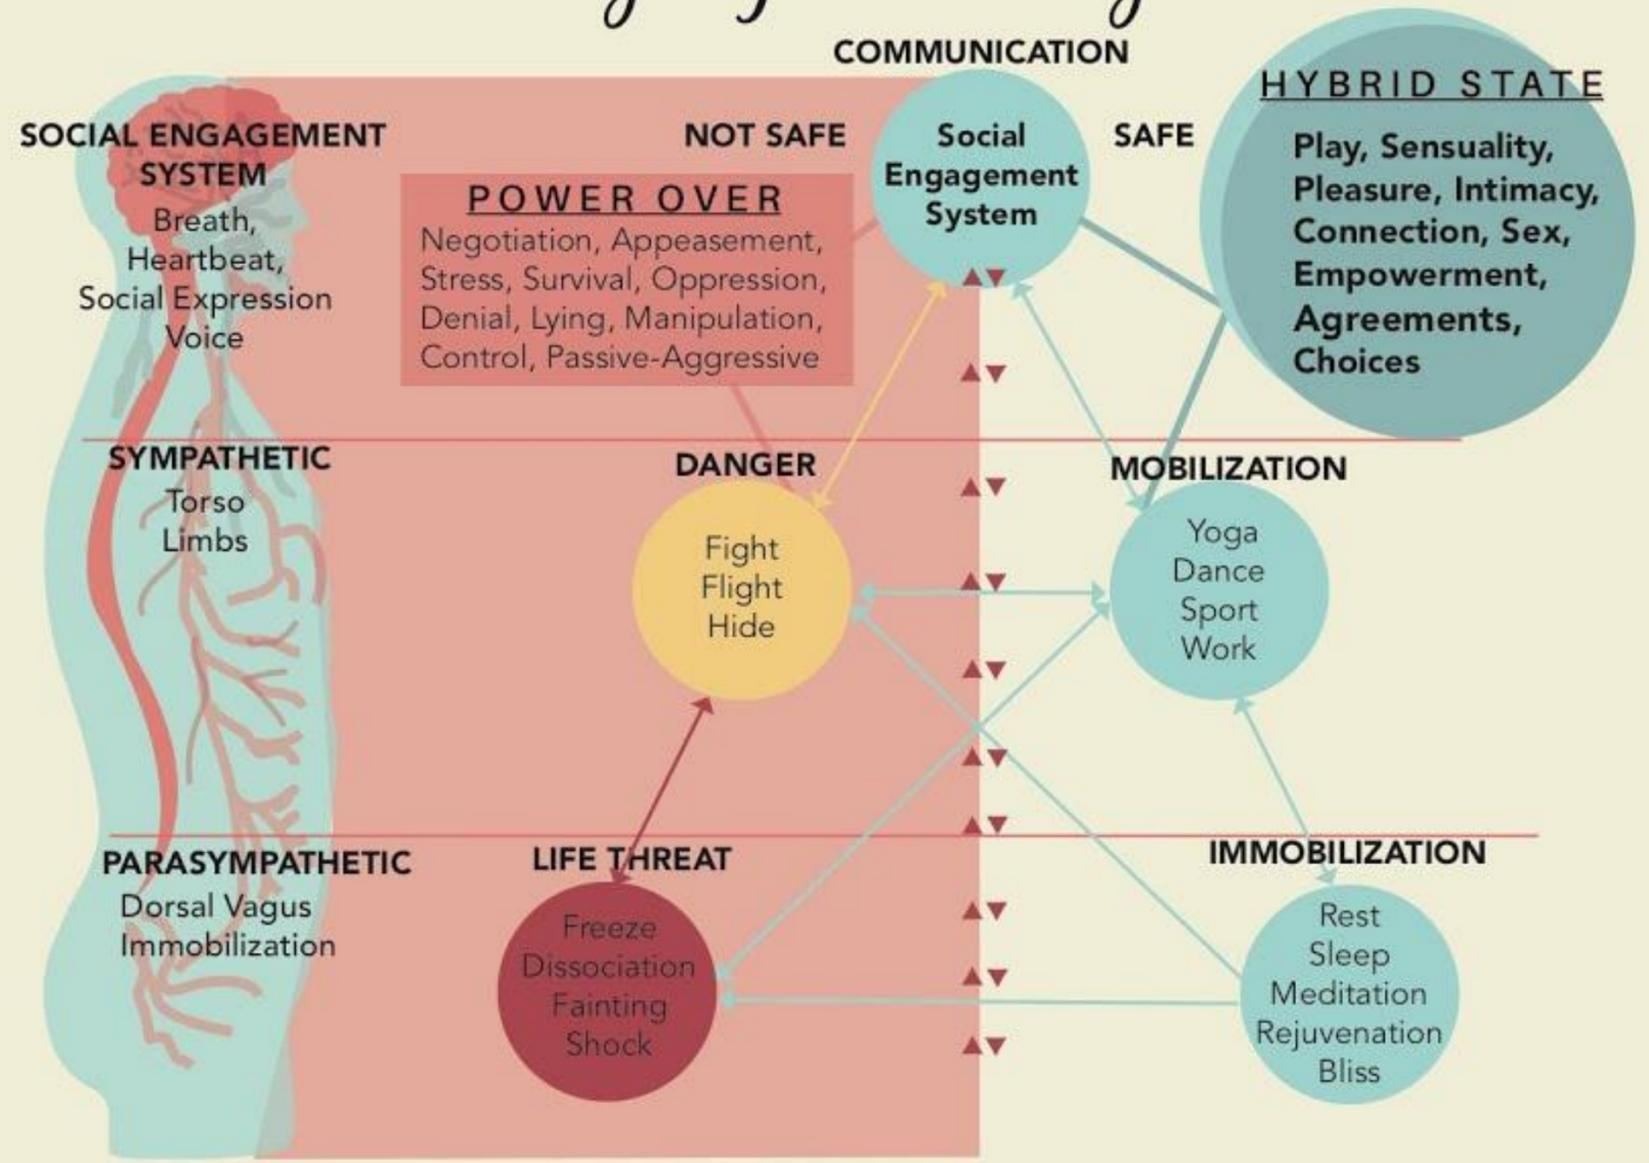 COMMUNICATION
SOCIAL ENGAGEMENT
SYSTEM
Breath,
Heartbeat,
Social Expression
Voice
NOT SAFE
POWER OVER
Negotiation, Appeasement,
Stress, Survival, Oppression,
Denial, Lying, Manipulation,
Control, Passive-Aggressive
Social
Engagement
System
SAFE
HYBRID STATE
Play, Sensuality,
Pleasure, Intimacy,
Connection, Sex,
Empowerment,
Agreements,
Choices
SYMPATHETIC
Torso
Limbs
DANGER
Fight
Flight
Hide
MOBILIZATION
Yoga
Dance
Sport
Work
PARASYMPATHETIC
Dorsal Vagus
Immobilization
LIFE THREAT
Freeze
Dissociation
Fainting
Shock
IMMOBILIZATION
Rest
Sleep
Meditation
Rejuvenation
Bliss